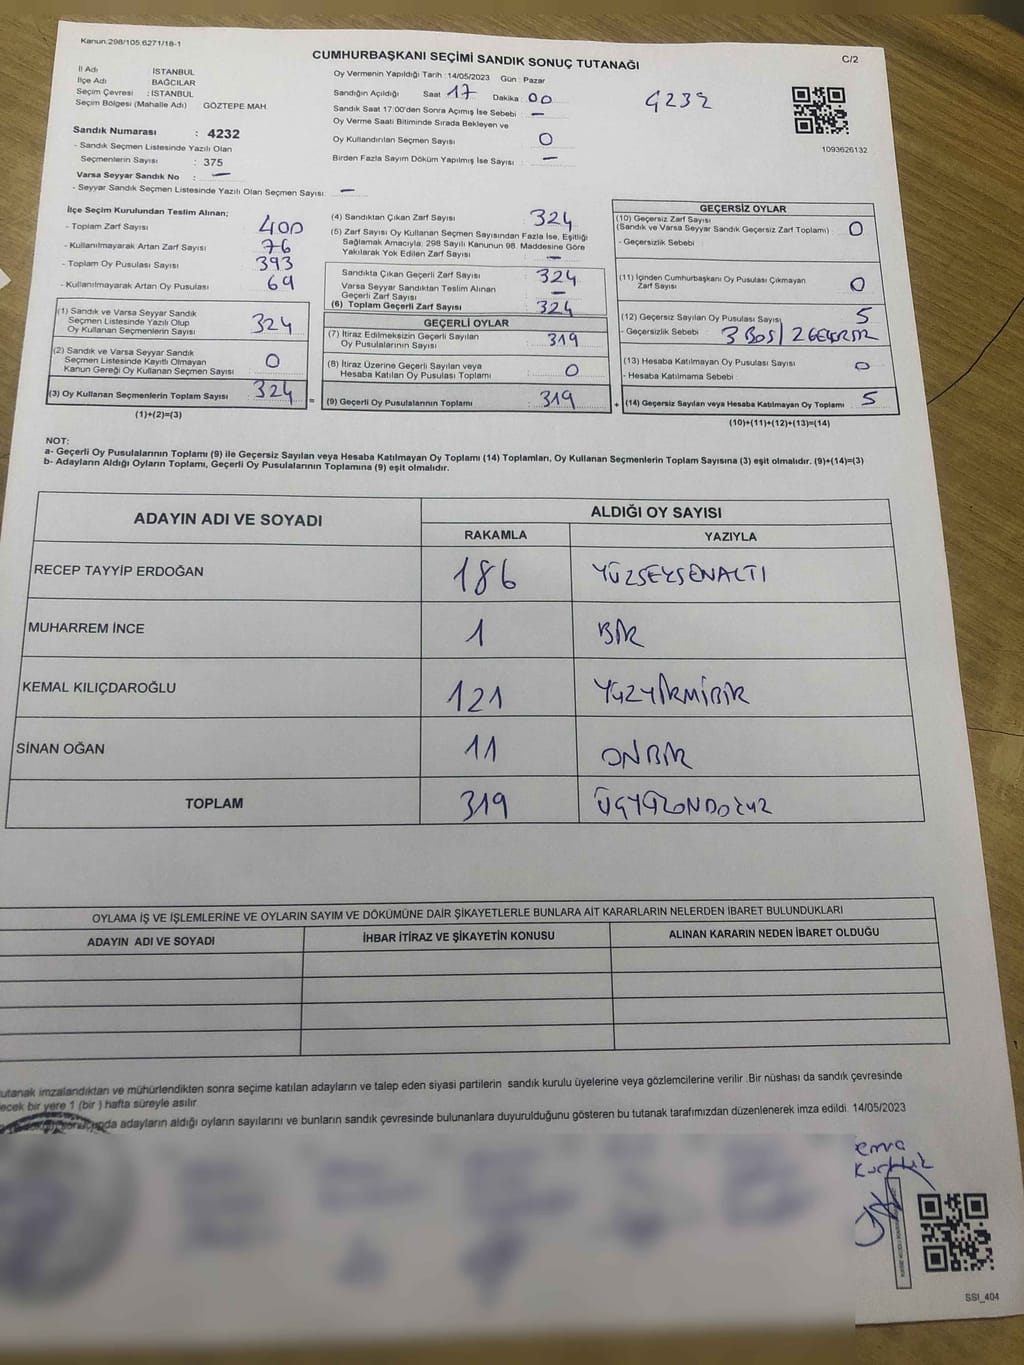 Kanun.298/105.6271/18-1
CUMHURBAŞKANI SEÇİMİ SANDIK SONUÇ TUTANAĞI
C/2
İl Adı İSTANBUL
İlçe Adı BAĞCILAR
Seçim Çevresi : İSTANBUL
Seçim Bölgesi (Mahalle Adı) GÖZTEPE MAH
Sandık Numarası : 4232
- Sandık Seçmen Listesinde Yazılı Olan
Seçmenlerin Sayısı : 375
Varsa Seyyar Sandık No : —
- Seyyar Sandık Seçmen Listesinde Yazılı Olan Seçmen Sayısı: —
Oy Vermenin Yapıldığı Tarih : 14/05/2023 Gün : Pazar
Sandığın Açıldığı Saat 17 Dakika 00
Sandık Saat 17:00'den Sonra Açımış İse Sebebi : —
Oy Verme Saati Bitiminde Sırada Bekleyen ve
Oy Kullandırılan Seçmen Sayısı : 0
Birden Fazla Sayım Döküm Yapılmış İse Sayısı : —
4232
1093626132
İlçe Seçim Kurulundan Teslim Alınan;
- Toplam Zarf Sayısı : 400
- Kullanılmayarak Artan Zarf Sayısı : 76
- Toplam Oy Pusulası Sayısı : 393
- Kullanılmayarak Artan Oy Pusulası : 69
(1) Sandık ve Varsa Seyyar Sandık
Seçmen Listesinde Yazılı Olup
Oy Kullanan Seçmenlerin Sayısı : 324
(2) Sandık ve Varsa Seyyar Sandık
Seçmen Listesinde Kayıtlı Olmayan
Kanun Gereği Oy Kullanan Seçmen Sayısı : 0
(3) Oy Kullanan Seçmenlerin Toplam Sayısı : 324
(1)+(2)=(3)
(4) Sandıktan Çıkan Zarf Sayısı : 324
(5) Zarf Sayısı Oy Kullanan Seçmen Sayısından Fazla İse, Eşitliği
Sağlamak Amacıyla, 298 Sayılı Kanunun 98. Maddesine Göre
Yakılarak Yok Edilen Zarf Sayısı : —
Sandıkta Çıkan Geçerli Zarf Sayısı : 324
Varsa Seyyar Sandıktan Teslim Alınan
Geçerli Zarf Sayısı : —
(6) Toplam Geçerli Zarf Sayısı : 324
GEÇERLİ OYLAR
(7) İtiraz Edilmeksizin Geçerli Sayılan
Oy Pusulalarının Sayısı : 319
(8) İtiraz Üzerine Geçerli Sayılan veya
Hesaba Katılan Oy Pusulası Toplamı : 0
= (9) Geçerli Oy Pusulalarının Toplamı : 319
GEÇERSİZ OYLAR
(10) Geçersiz Zarf Sayısı
(Sandık ve Varsa Seyyar Sandık Geçersiz Zarf Toplamı) : 0
- Geçersizlik Sebebi :
(11) İçinden Cumhurbaşkanı Oy Pusulası Çıkmayan
Zarf Sayısı : 0
(12) Geçersiz Sayılan Oy Pusulası Sayısı : 5
- Geçersizlik Sebebi : 3 BOŞ / 2 GEÇERSİZ
(13) Hesaba Katılmayan Oy Pusulası Sayısı : 0
- Hesaba Katılmama Sebebi :
+ (14) Geçersiz Sayılan veya Hesaba Katılmayan Oy Toplamı : 5
(10)+(11)+(12)+(13)=(14)
NOT:
a- Geçerli Oy Pusulalarının Toplamı (9) ile Geçersiz Sayılan veya Hesaba Katılmayan Oy Toplamı (14) Toplamları, Oy Kullanan Seçmenlerin Toplam Sayısına (3) eşit olmalıdır. (9)+(14)=(3)
b- Adayların Aldığı Oyların Toplamı, Geçerli Oy Pusulalarının Toplamına (9) eşit olmalıdır.
ADAYIN ADI VE SOYADI ALDIĞI OY SAYISI
RAKAMLA YAZIYLA
RECEP TAYYİP ERDOĞAN 186 YÜZSEKSENALTI
MUHARREM İNCE 1 BİR
KEMAL KILIÇDAROĞLU 121 YÜZYİRMİBİR
SİNAN OĞAN 11 ONBİR
TOPLAM 319 ÜÇYÜZONDOKUZ
OYLAMA İŞ VE İŞLEMLERİNE VE OYLARIN SAYIM VE DÖKÜMÜNE DAİR ŞİKAYETLERLE BUNLARA AİT KARARLARIN NELERDEN İBARET BULUNDUKLARI
ADAYIN ADI VE SOYADI İHBAR İTİRAZ VE ŞİKAYETİN KONUSU ALINAN KARARIN NEDEN İBARET OLDUĞU
utanak imzalandıktan ve mühürlendikten sonra seçime katılan adayların ve talep eden siyasi partilerin sandık kurulu üyelerine veya gözlemcilerine verilir .Bir nüshası da sandık çevresinde
ecek bir yere 1 (bir ) hafta süreyle asılır.
adayların aldığı oyların sayılarını ve bunların sandık çevresinde bulunanlara duyurulduğunu gösteren bu tutanak tarafımızdan düzenlenerek imza edildi. 14/05/2023
SSI_404